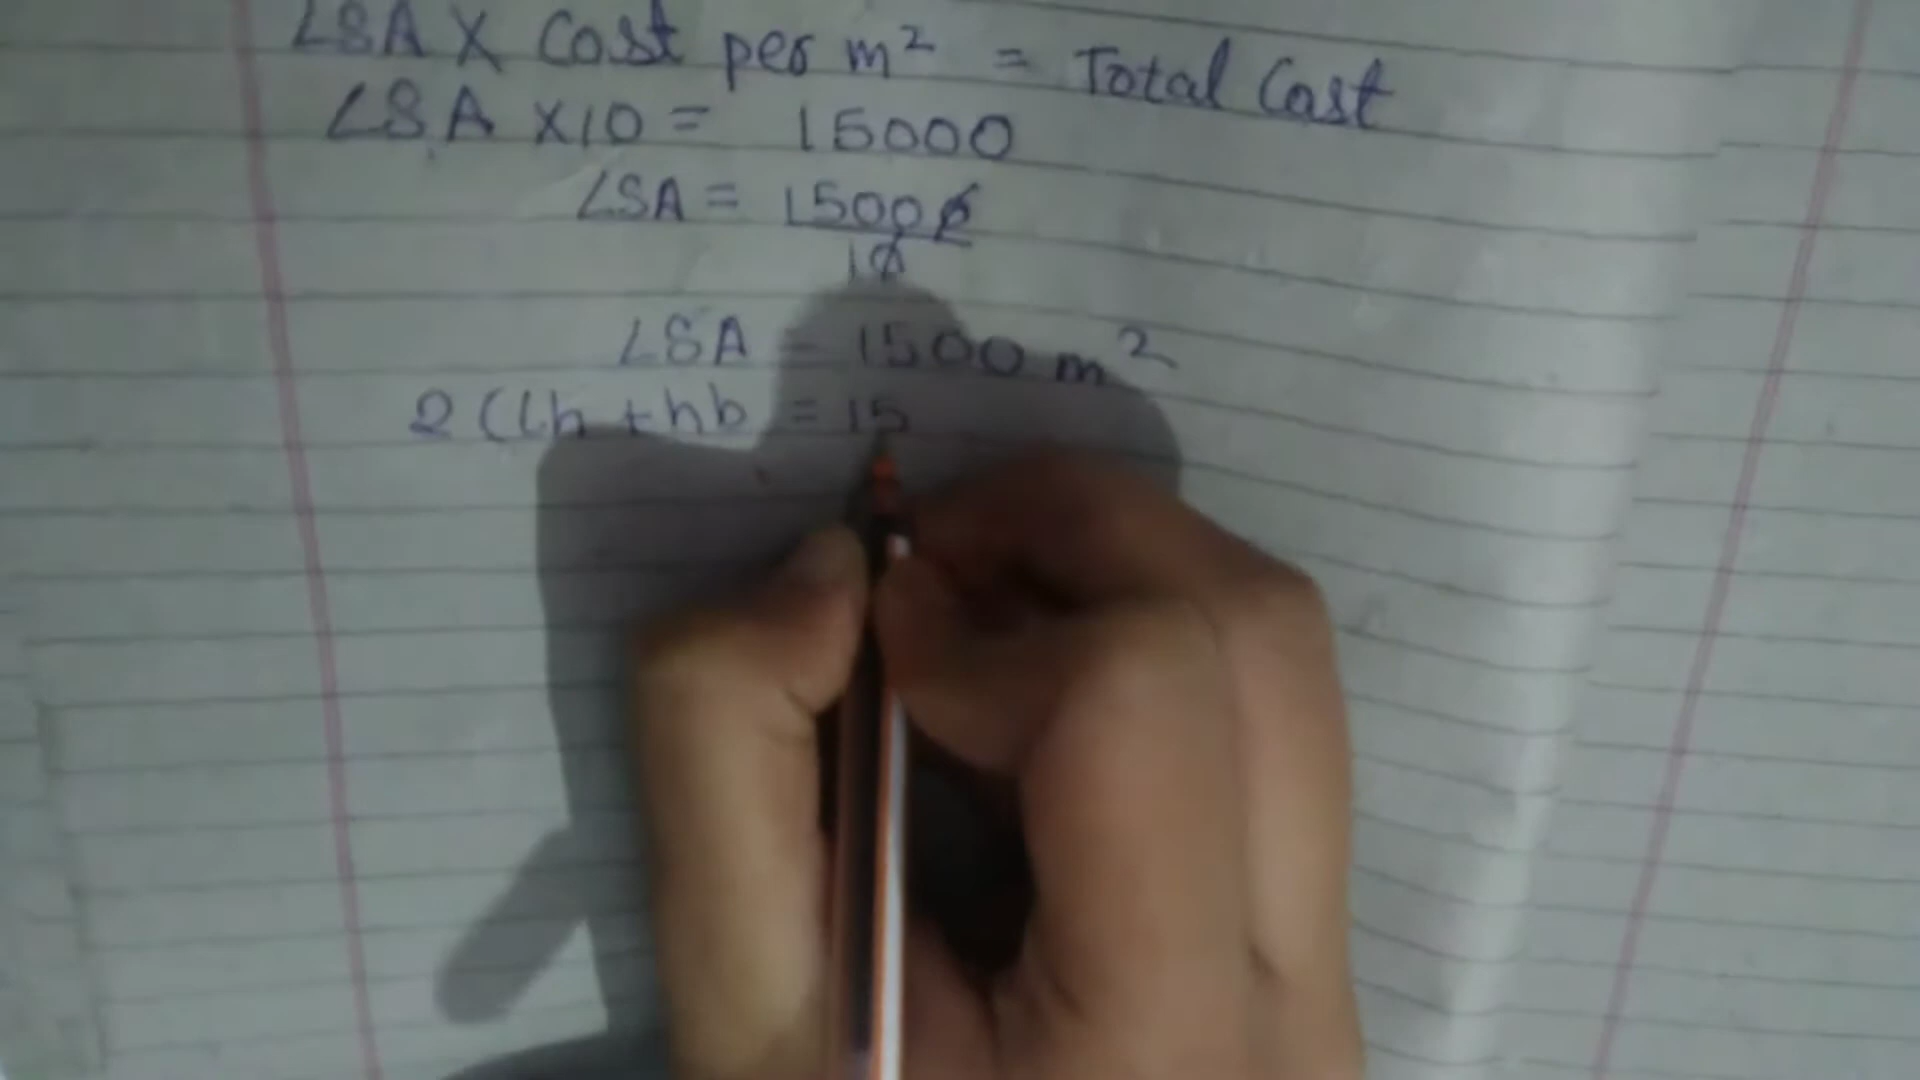 LSA X Cost per m² = Total Cost
LSA X10 = 15000
LSA = 15000
10
LSA = 1500 m²
2 (lh + hb = 15